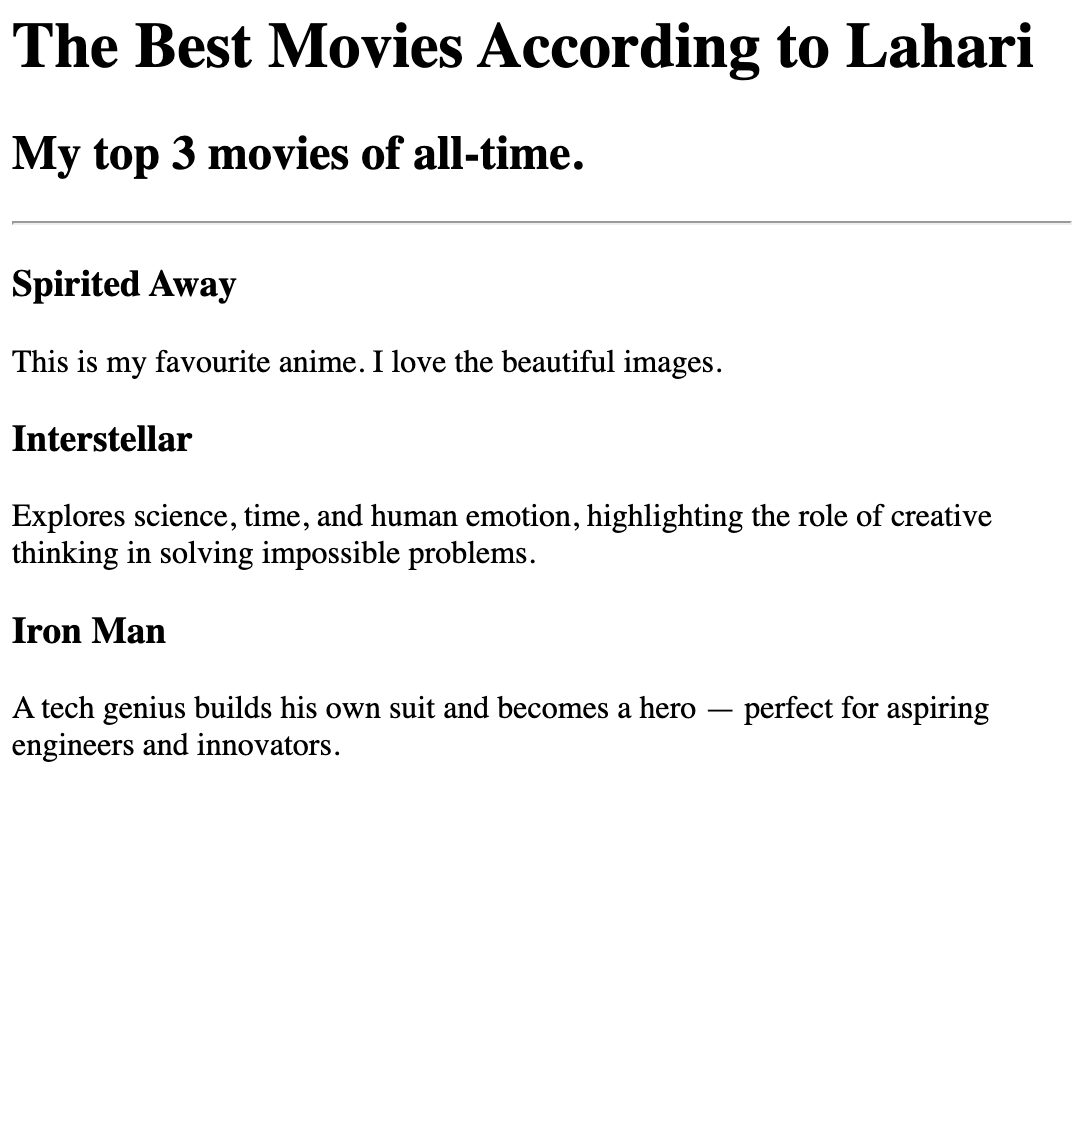 The Best Movies According to Lahari
My top 3 movies of all-time.
Spirited Away
This is my favourite anime. I love the beautiful images.
Interstellar
Explores science, time, and human emotion, highlighting the role of creative
thinking in solving impossible problems.
Iron Man
A tech genius builds his own suit and becomes a hero — perfect for aspiring
engineers and innovators.